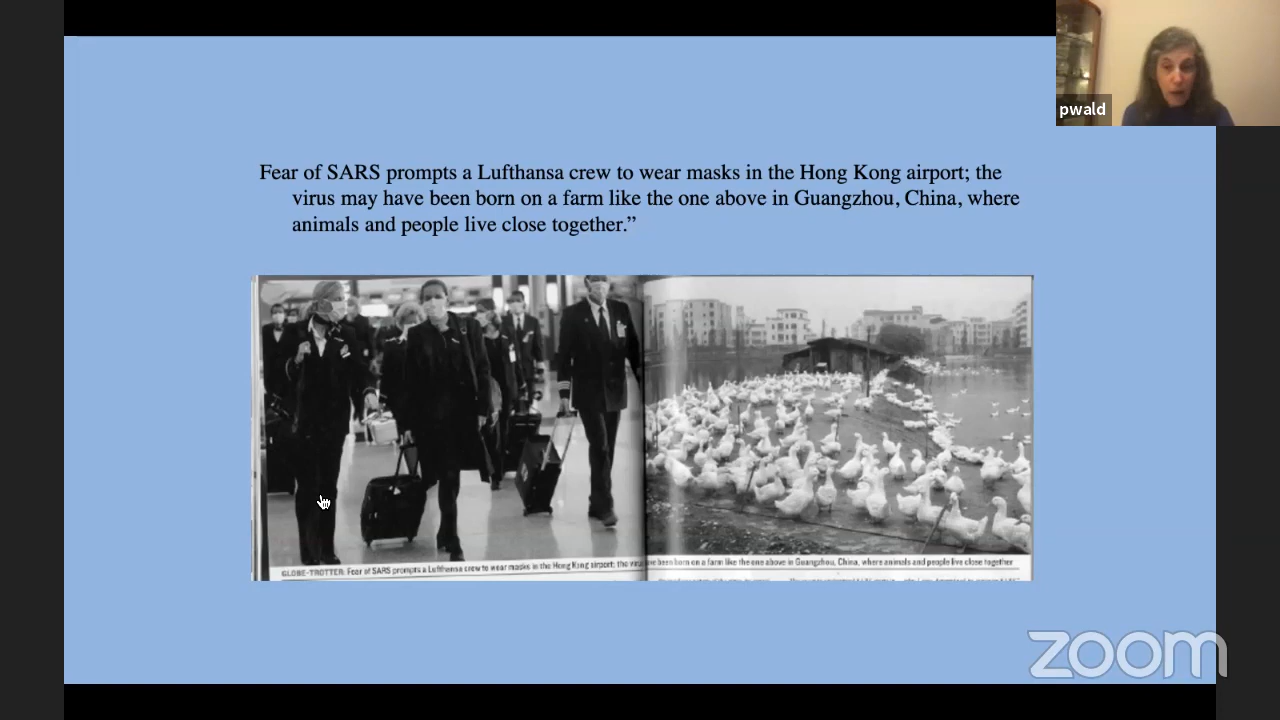 pwald
Fear of SARS prompts a Lufthansa crew to wear masks in the Hong Kong airport; the
virus may have been born on a farm like the one above in Guangzhou, China, where
animals and people live close together.”
GLOBE-TROTTER: Fear of SARS prompts a Lufthansa crew to wear masks in the Hong Kong airport; the virus been born on a farm like the one above in Guangzhou, China, where animals and people live close together
zoom